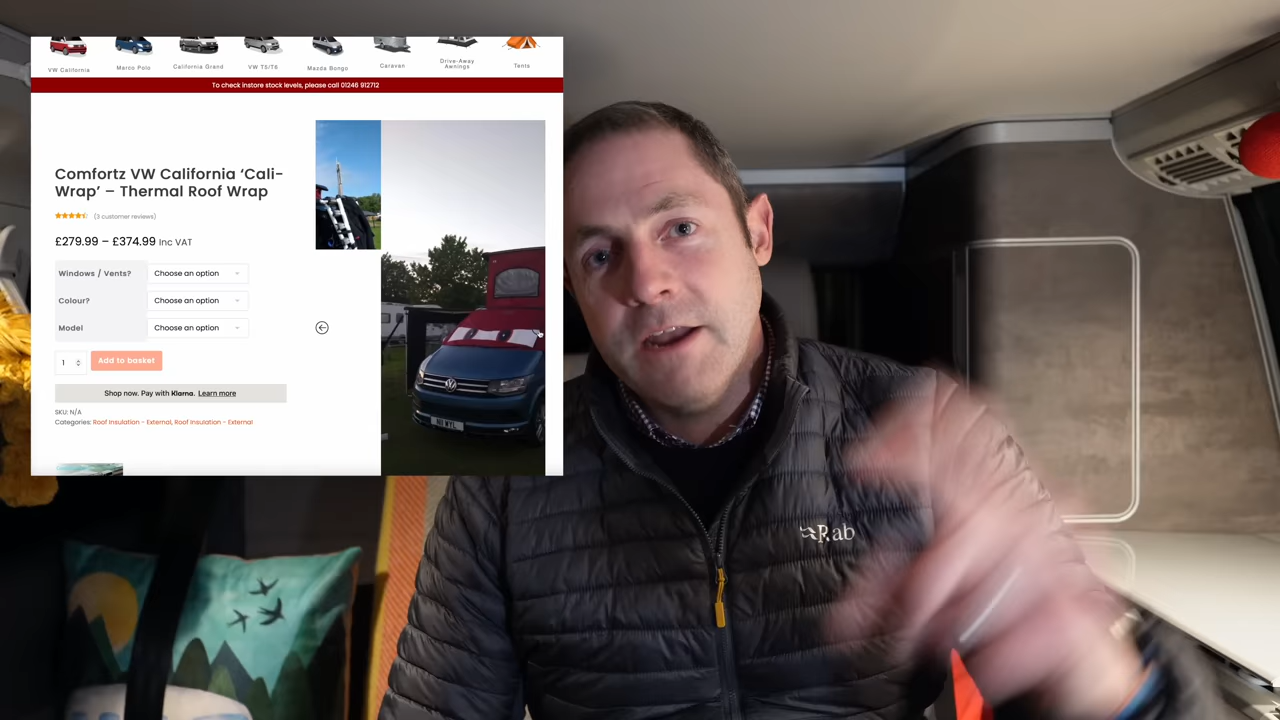 VW California
Marco Polo
California Grand
VW T5/T6
Mazda Bongo
Caravan
Drive-Away
Awnings
Tents
To check instore stock levels, please call 01246 912712
Comfortz VW California ‘Cali-
Wrap’ – Thermal Roof Wrap
(3 customer reviews)
£279.99 – £374.99 Inc VAT
Windows / Vents? Choose an option
Colour? Choose an option
Model Choose an option
1 Add to basket
Shop now. Pay with Klarna. Learn more
SKU: N/A
Categories: Roof Insulation - External, Roof Insulation - External
Rab